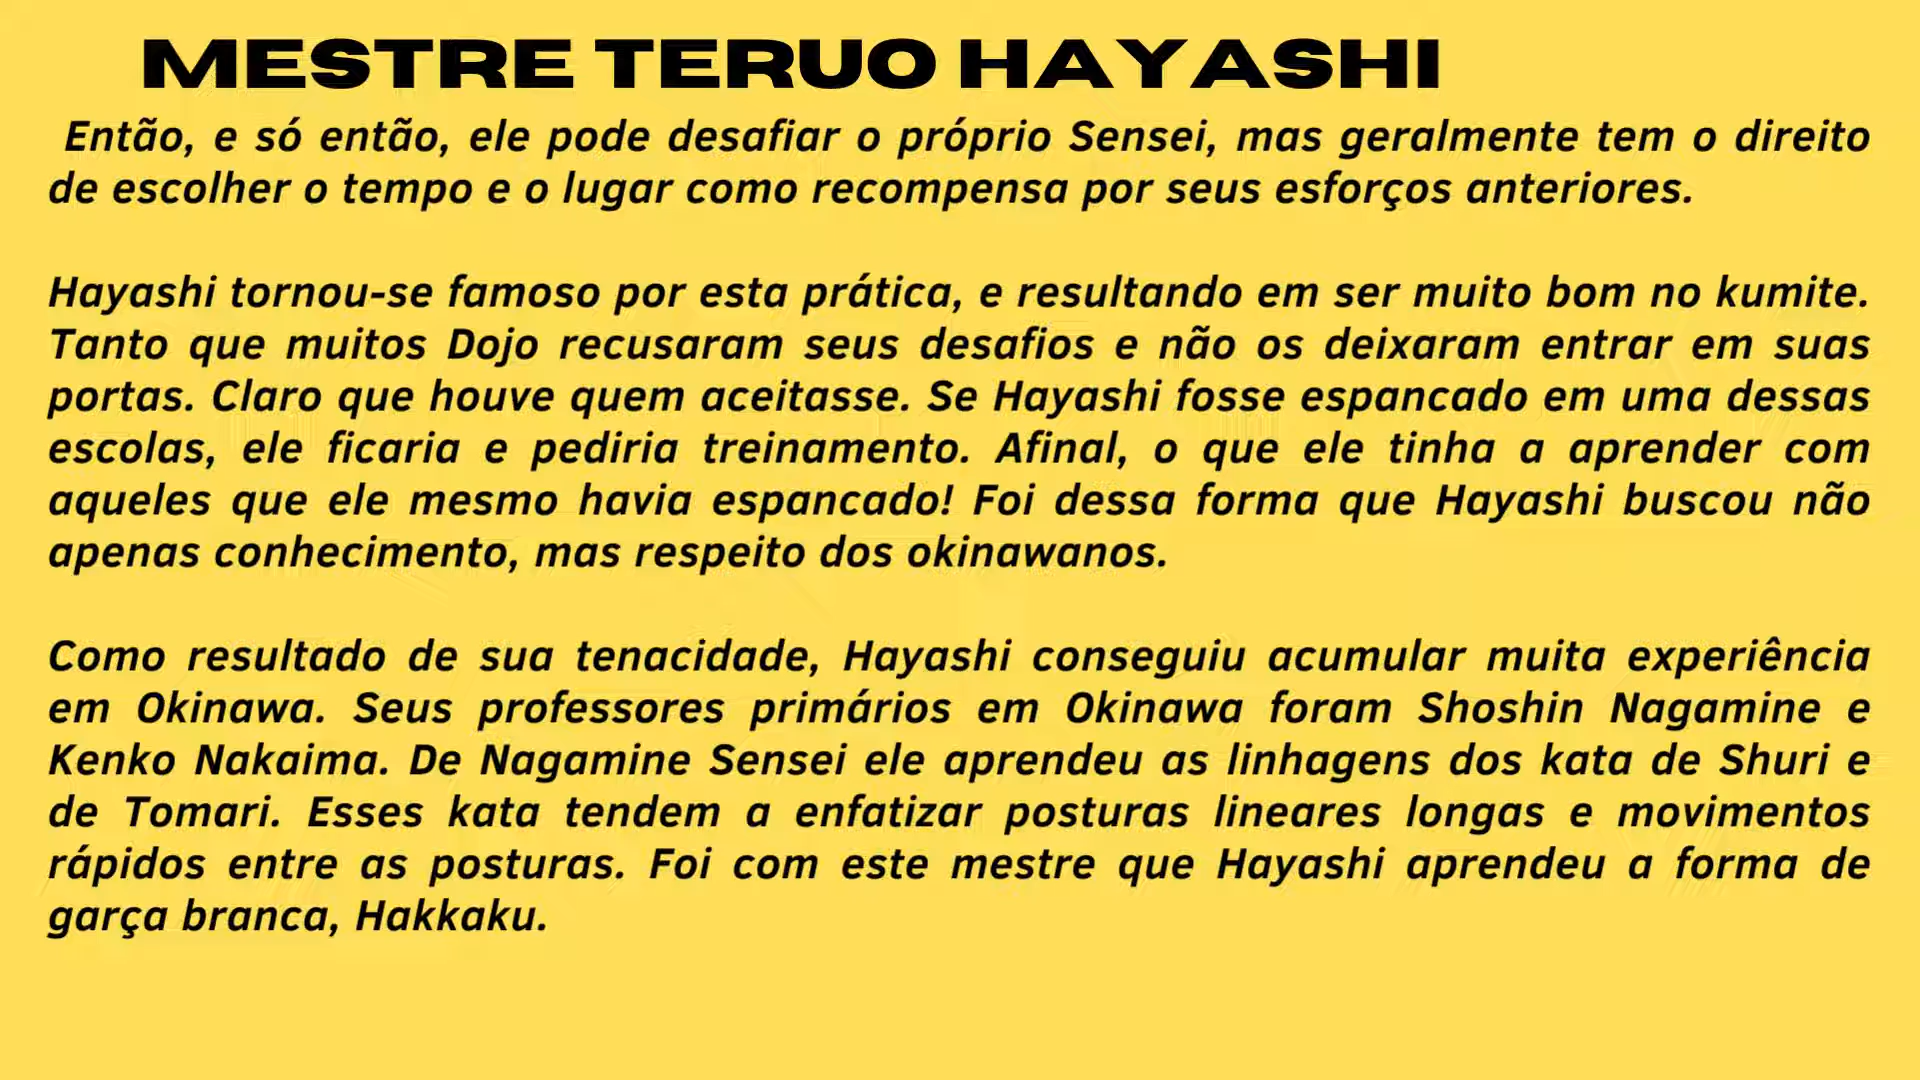 MESTRE TERUO HAYASHI
Então, e só então, ele pode desafiar o próprio Sensei, mas geralmente tem o direito
de escolher o tempo e o lugar como recompensa por seus esforços anteriores.
Hayashi tornou-se famoso por esta prática, e resultando em ser muito bom no kumite.
Tanto que muitos Dojo recusaram seus desafios e não os deixaram entrar em suas
portas. Claro que houve quem aceitasse. Se Hayashi fosse espancado em uma dessas
escolas, ele ficaria e pediria treinamento. Afinal, o que ele tinha a aprender com
aqueles que ele mesmo havia espancado! Foi dessa forma que Hayashi buscou não
apenas conhecimento, mas respeito dos okinawanos.
Como resultado de sua tenacidade, Hayashi conseguiu acumular muita experiência
em Okinawa. Seus professores primários em Okinawa foram Shoshin Nagamine e
Kenko Nakaima. De Nagamine Sensei ele aprendeu as linhagens dos kata de Shuri e
de Tomari. Esses kata tendem a enfatizar posturas lineares longas e movimentos
rápidos entre as posturas. Foi com este mestre que Hayashi aprendeu a forma de
garça branca, Hakkaku.